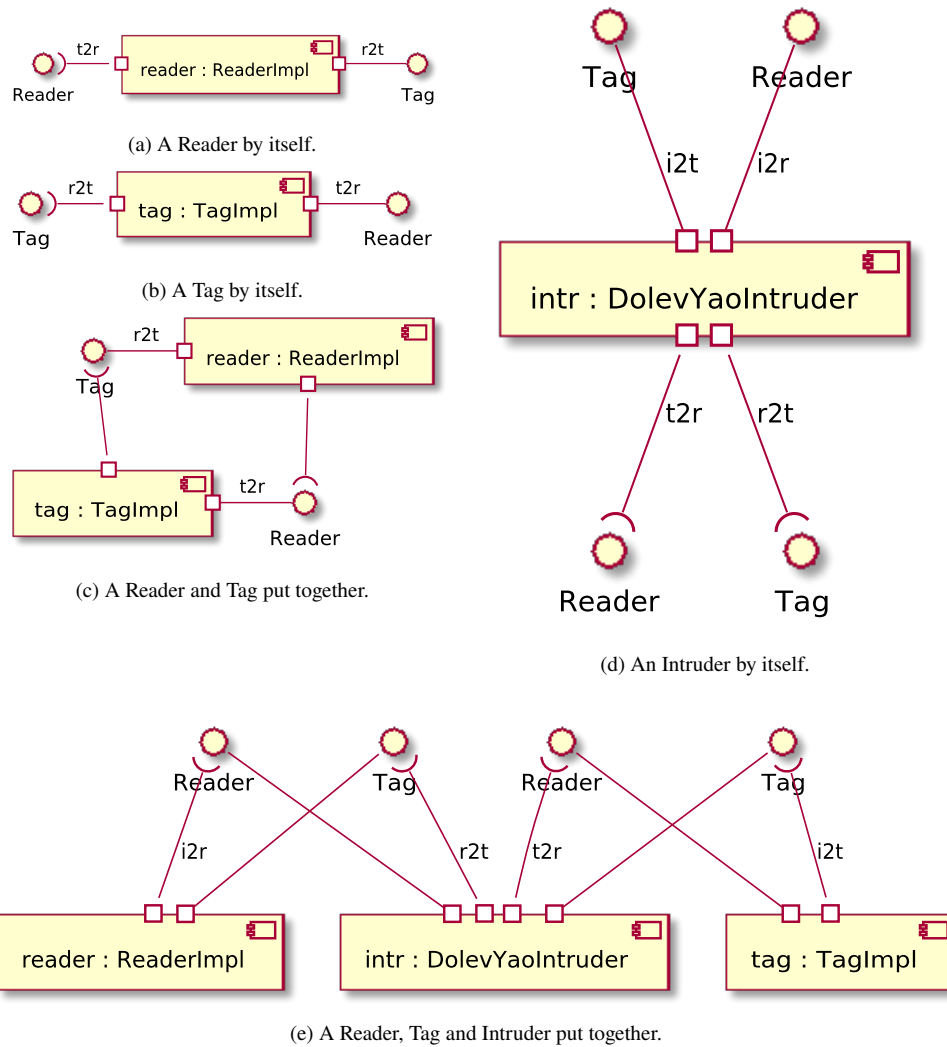 t2r
r2t
reader : ReaderImpl
Reader
Tag
(a) A Reader by itself.
r2t
t2r
tag : TagImpl
Tag
Reader
(b) A Tag by itself.
r2t
reader : ReaderImpl
Tag
t2r
tag : TagImpl
Reader
(c) A Reader and Tag put together.
Tag
Reader
i2t
i2r
intr : DolevYaoIntruder
t2r
r2t
Reader
Tag
(d) An Intruder by itself.
Reader
Tag
Reader
Tag
i2r
r2t
t2r
i2t
reader : ReaderImpl
intr : DolevYaoIntruder
tag : TagImpl
(e) A Reader, Tag and Intruder put together.